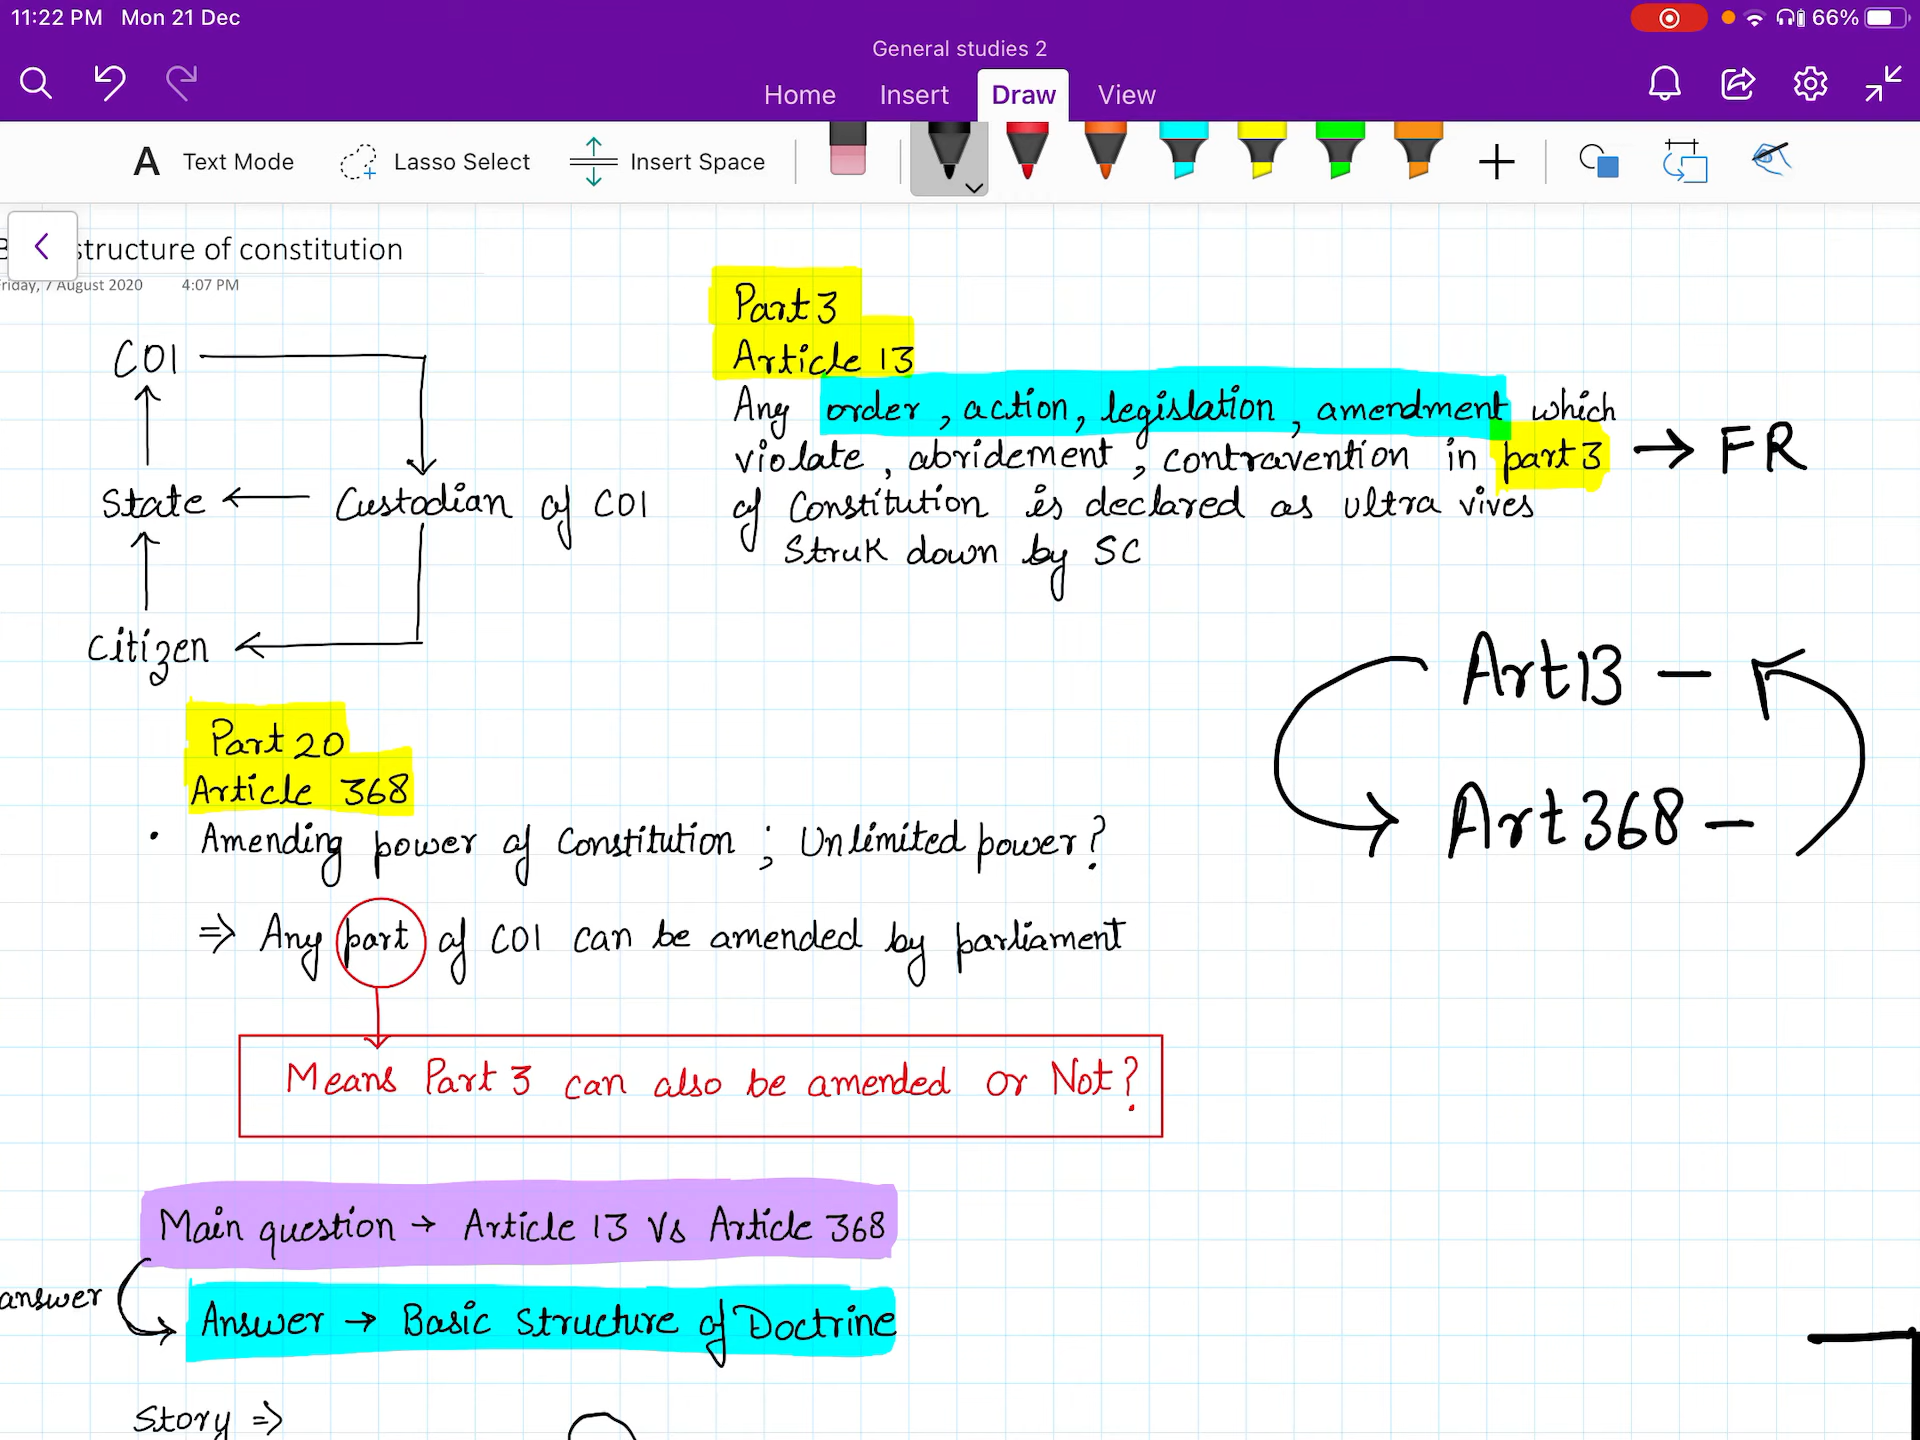 11:22 PM Mon 21 Dec
66%
General studies 2
Home Insert Draw View
A Text Mode Lasso Select Insert Space
structure of constitution
riday, 7 August 2020 4:07 PM
Part 3
Article 13
Any order, action, legislation, amendment which
violate, abridement, contravention in part 3 → FR
of Constitution is declared as ultra vives
Struk down by SC
COI
State ← Custodian of COI
Citizen
Art 13 —
Art 368 —
Part 20
Article 368
• Amending power of Constitution ; Unlimited power?
⇒ Any part of COI can be amended by parliament
Means Part 3 can also be amended or Not?
Main question → Article 13 Vs Article 368
answer
Answer → Basic Structure of Doctrine
Story ⇒